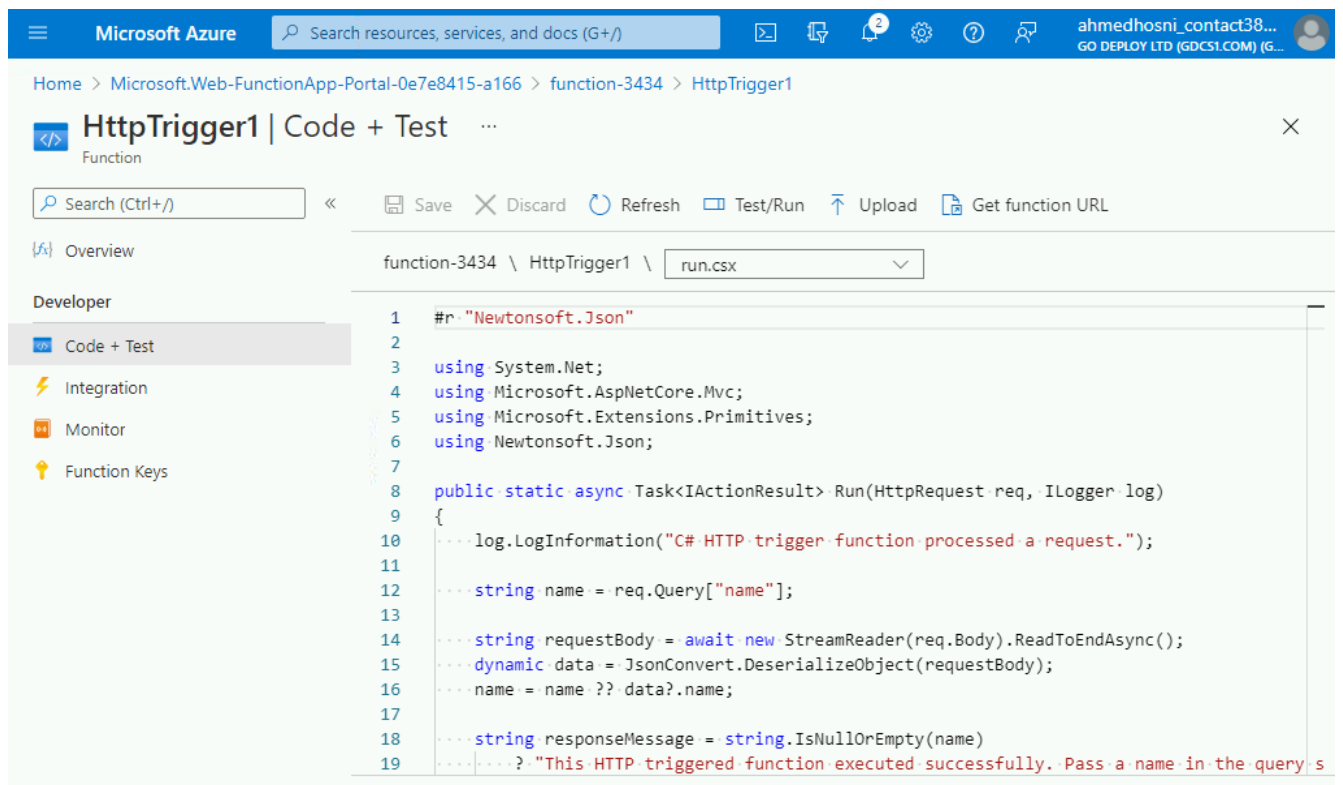 Microsoft Azure
Search resources, services, and docs (G+/)
2
ahmedhosni_contact38...
GO DEPLOY LTD (GDCS1.COM) (G...
Home > Microsoft.Web-FunctionApp-Portal-0e7e8415-a166 > function-3434 > HttpTrigger1
HttpTrigger1 | Code + Test ...
Function
Search (Ctrl+/) «
Save Discard Refresh Test/Run Upload Get function URL
Overview
function-3434 \ HttpTrigger1 \ run.csx
Developer
Code + Test
Integration
Monitor
Function Keys
1 #r "Newtonsoft.Json"
2
3 using System.Net;
4 using Microsoft.AspNetCore.Mvc;
5 using Microsoft.Extensions.Primitives;
6 using Newtonsoft.Json;
7
8 public static async Task<IActionResult> Run(HttpRequest req, ILogger log)
9 {
10     log.LogInformation("C# HTTP trigger function processed a request.");
11
12     string name = req.Query["name"];
13
14     string requestBody = await new StreamReader(req.Body).ReadToEndAsync();
15     dynamic data = JsonConvert.DeserializeObject(requestBody);
16     name = name ?? data?.name;
17
18     string responseMessage = string.IsNullOrEmpty(name)
19         ? "This HTTP triggered function executed successfully. Pass a name in the query s